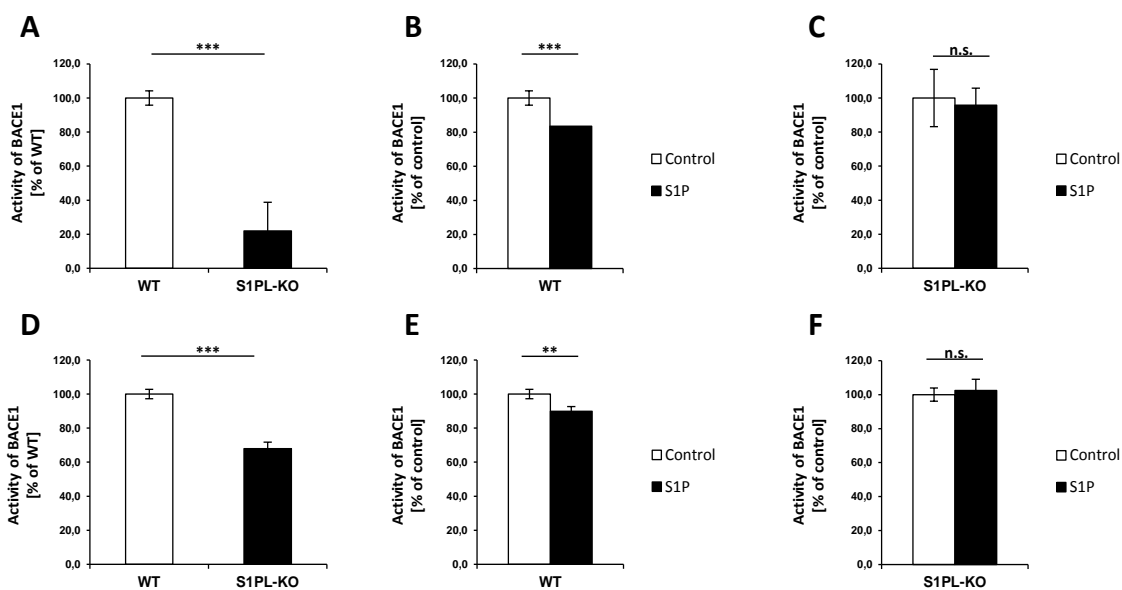 A
Activity of BACE1
[% of WT]
120,0
100,0
80,0
60,0
40,0
20,0
0,0
***
WT
S1PL-KO
B
Activity of BACE1
[% of control]
120,0
100,0
80,0
60,0
40,0
20,0
0,0
***
WT
Control
S1P
C
Activity of BACE1
[% of control]
120,0
100,0
80,0
60,0
40,0
20,0
0,0
n.s.
S1PL-KO
Control
S1P
D
Activity of BACE1
[% of WT]
120,0
100,0
80,0
60,0
40,0
20,0
0,0
***
WT
S1PL-KO
E
Activity of BACE1
[% of control]
120,0
100,0
80,0
60,0
40,0
20,0
0,0
**
WT
Control
S1P
F
Activity of BACE1
[% of control]
120,0
100,0
80,0
60,0
40,0
20,0
0,0
n.s.
S1PL-KO
Control
S1P